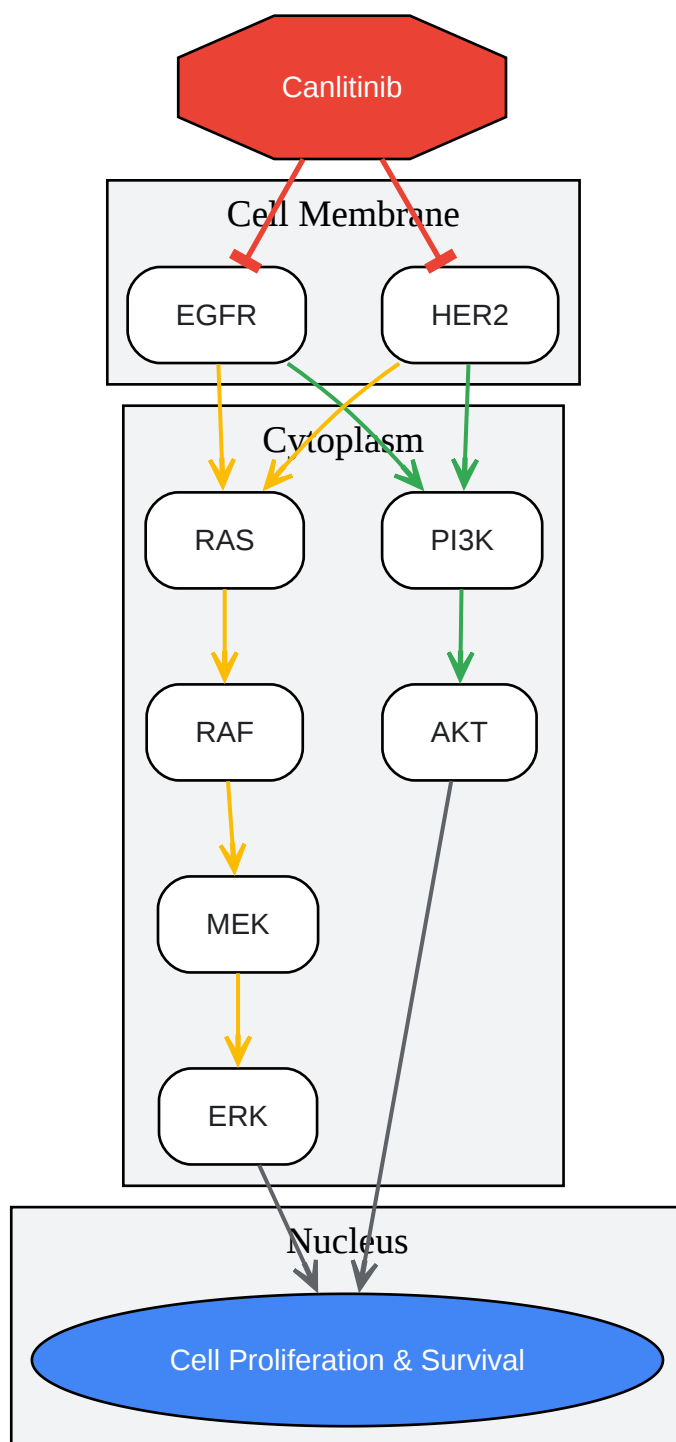 Canlitinib
Cell Membrane
EGFR
HER2
Cytoplasm
RAS
PI3K
RAF
AKT
MEK
ERK
Nucleus
Cell Proliferation & Survival